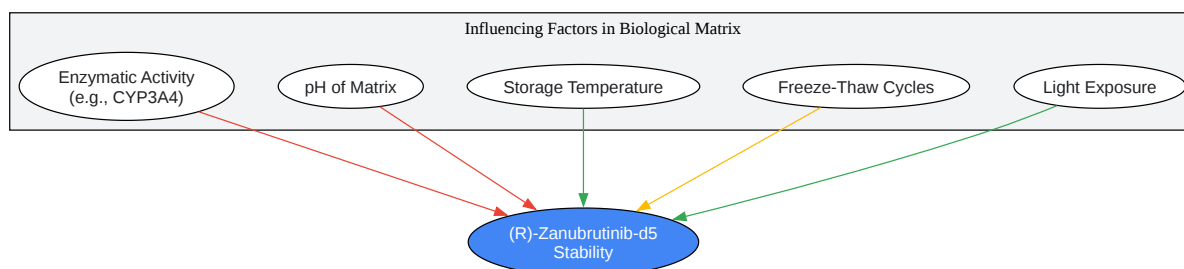 Influencing Factors in Biological Matrix
Enzymatic Activity
(e.g., CYP3A4)
pH of Matrix
Storage Temperature
Freeze-Thaw Cycles
Light Exposure
(R)-Zanubrutinib-d5
Stability